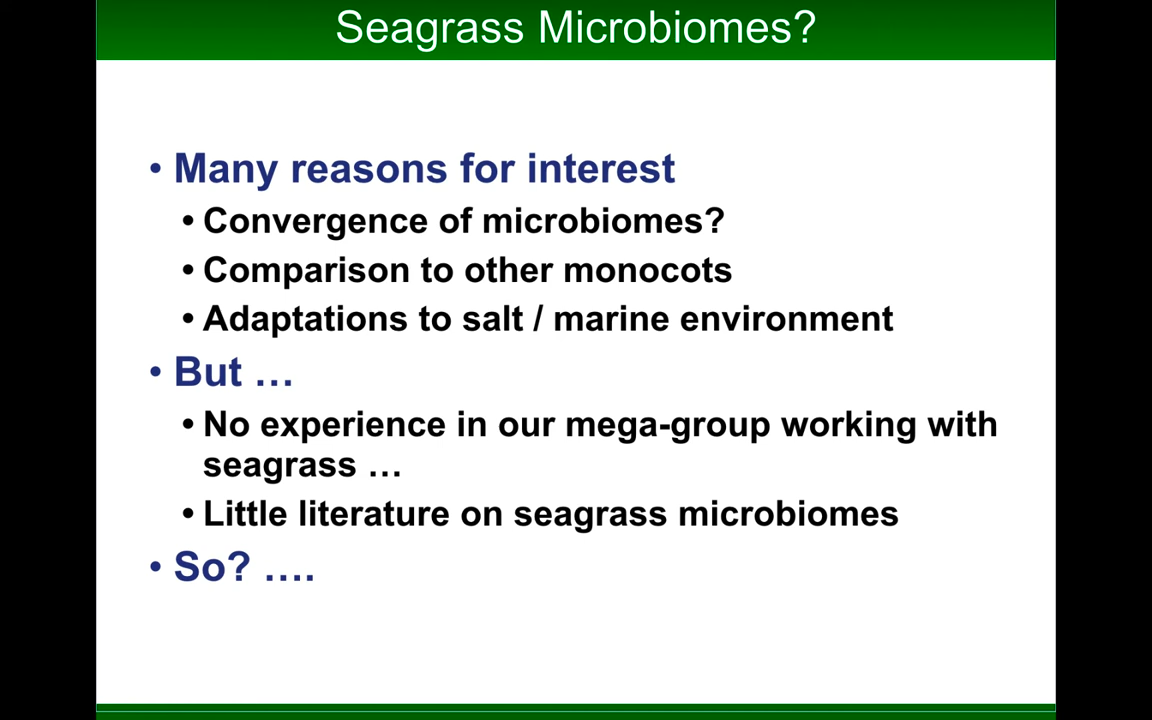 Seagrass Microbiomes?
• Many reasons for interest
• Convergence of microbiomes?
• Comparison to other monocots
• Adaptations to salt / marine environment
• But …
• No experience in our mega-group working with
seagrass …
• Little literature on seagrass microbiomes
• So? ….